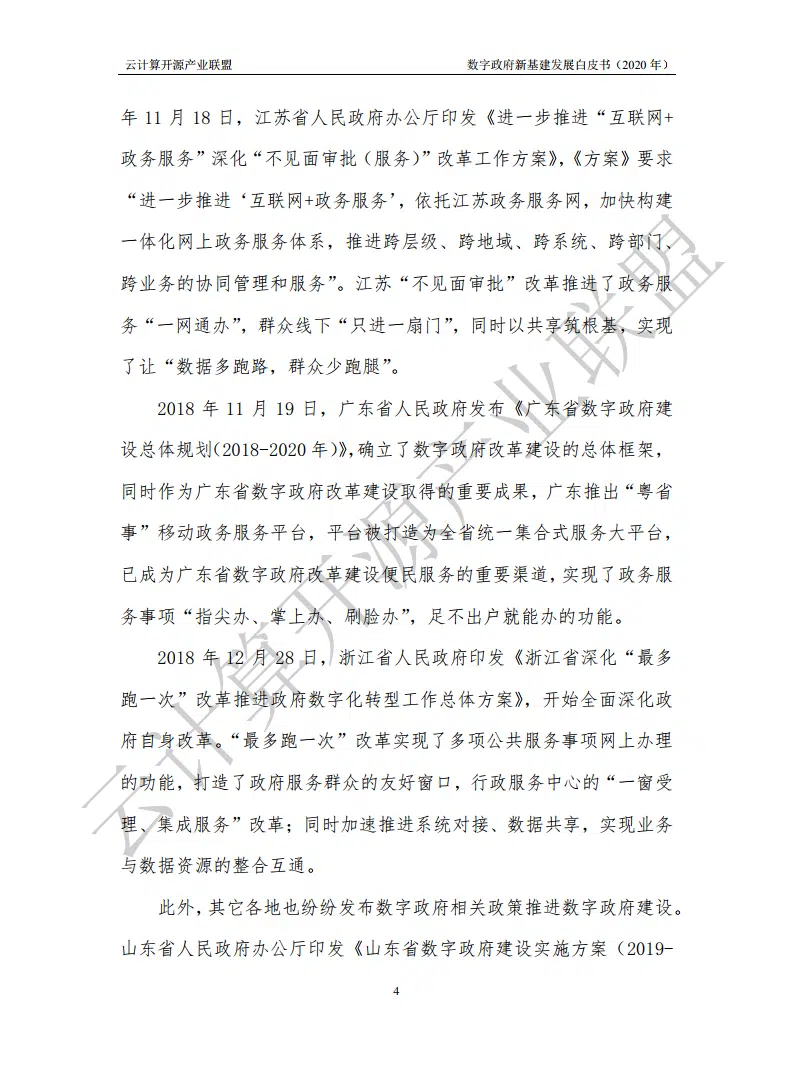 云计算开源产业联盟 数字政府新基建发展白皮书（2020 年）
年 11 月 18 日，江苏省人民政府办公厅印发《进一步推进“互联网+
政务服务”深化“不见面审批（服务）”改革工作方案》，《方案》要求
“进一步推进‘互联网+政务服务’，依托江苏政务服务网，加快构建
一体化网上政务服务体系，推进跨层级、跨地域、跨系统、跨部门、
跨业务的协同管理和服务”。江苏“不见面审批”改革推进了政务服
务“一网通办”，群众线下“只进一扇门”，同时以共享筑根基，实现
了让“数据多跑路，群众少跑腿”。
2018 年 11 月 19 日，广东省人民政府发布《广东省数字政府建
设总体规划（2018-2020 年）》，确立了数字政府改革建设的总体框架，
同时作为广东省数字政府改革建设取得的重要成果，广东推出“粤省
事”移动政务服务平台，平台被打造为全省统一集合式服务大平台，
已成为广东省数字政府改革建设便民服务的重要渠道，实现了政务服
务事项“指尖办、掌上办、刷脸办”，足不出户就能办的功能。
2018 年 12 月 28 日，浙江省人民政府印发《浙江省深化“最多
跑一次”改革推进政府数字化转型工作总体方案》，开始全面深化政
府自身改革。“最多跑一次”改革实现了多项公共服务事项网上办理
的功能，打造了政府服务群众的友好窗口，行政服务中心的“一窗受
理、集成服务”改革；同时加速推进系统对接、数据共享，实现业务
与数据资源的整合互通。
此外，其它各地也纷纷发布数字政府相关政策推进数字政府建设。
山东省人民政府办公厅印发《山东省数字政府建设实施方案（2019-
4
云计算开源产业联盟